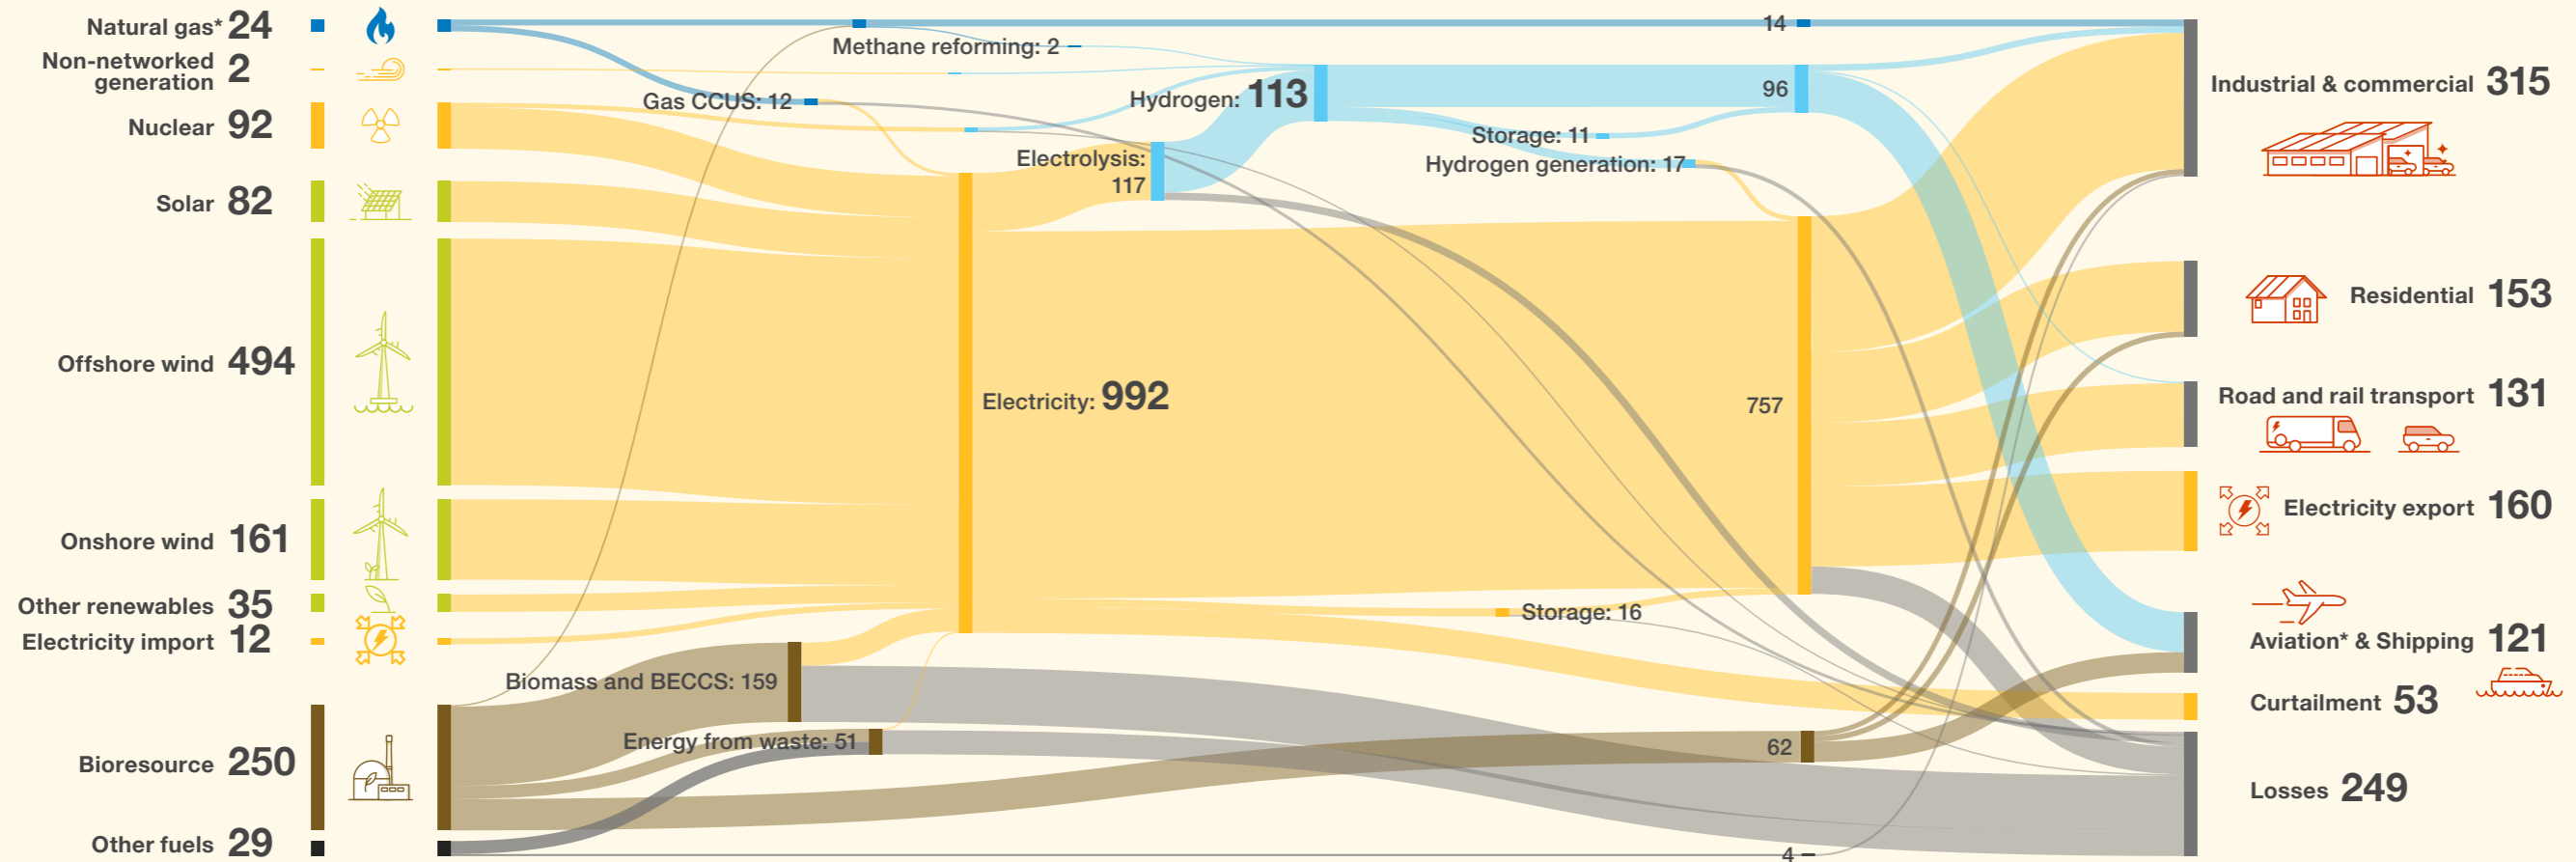 Natural gas* 24
Non-networked
generation 2
Nuclear 92
Solar 82
Offshore wind 494
Onshore wind 161
Other renewables 35
Electricity import 12
Bioresource 250
Other fuels 29
Methane reforming: 2
Gas CCUS: 12
Electrolysis:
117
Hydrogen: 113
Electricity: 992
Biomass and BECCS: 159
Energy from waste: 51
Storage: 11
Hydrogen generation: 17
Storage: 16
14
96
757
62
4
Industrial & commercial 315
Residential 153
Road and rail transport 131
Electricity export 160
Aviation* & Shipping 121
Curtailment 53
Losses 249